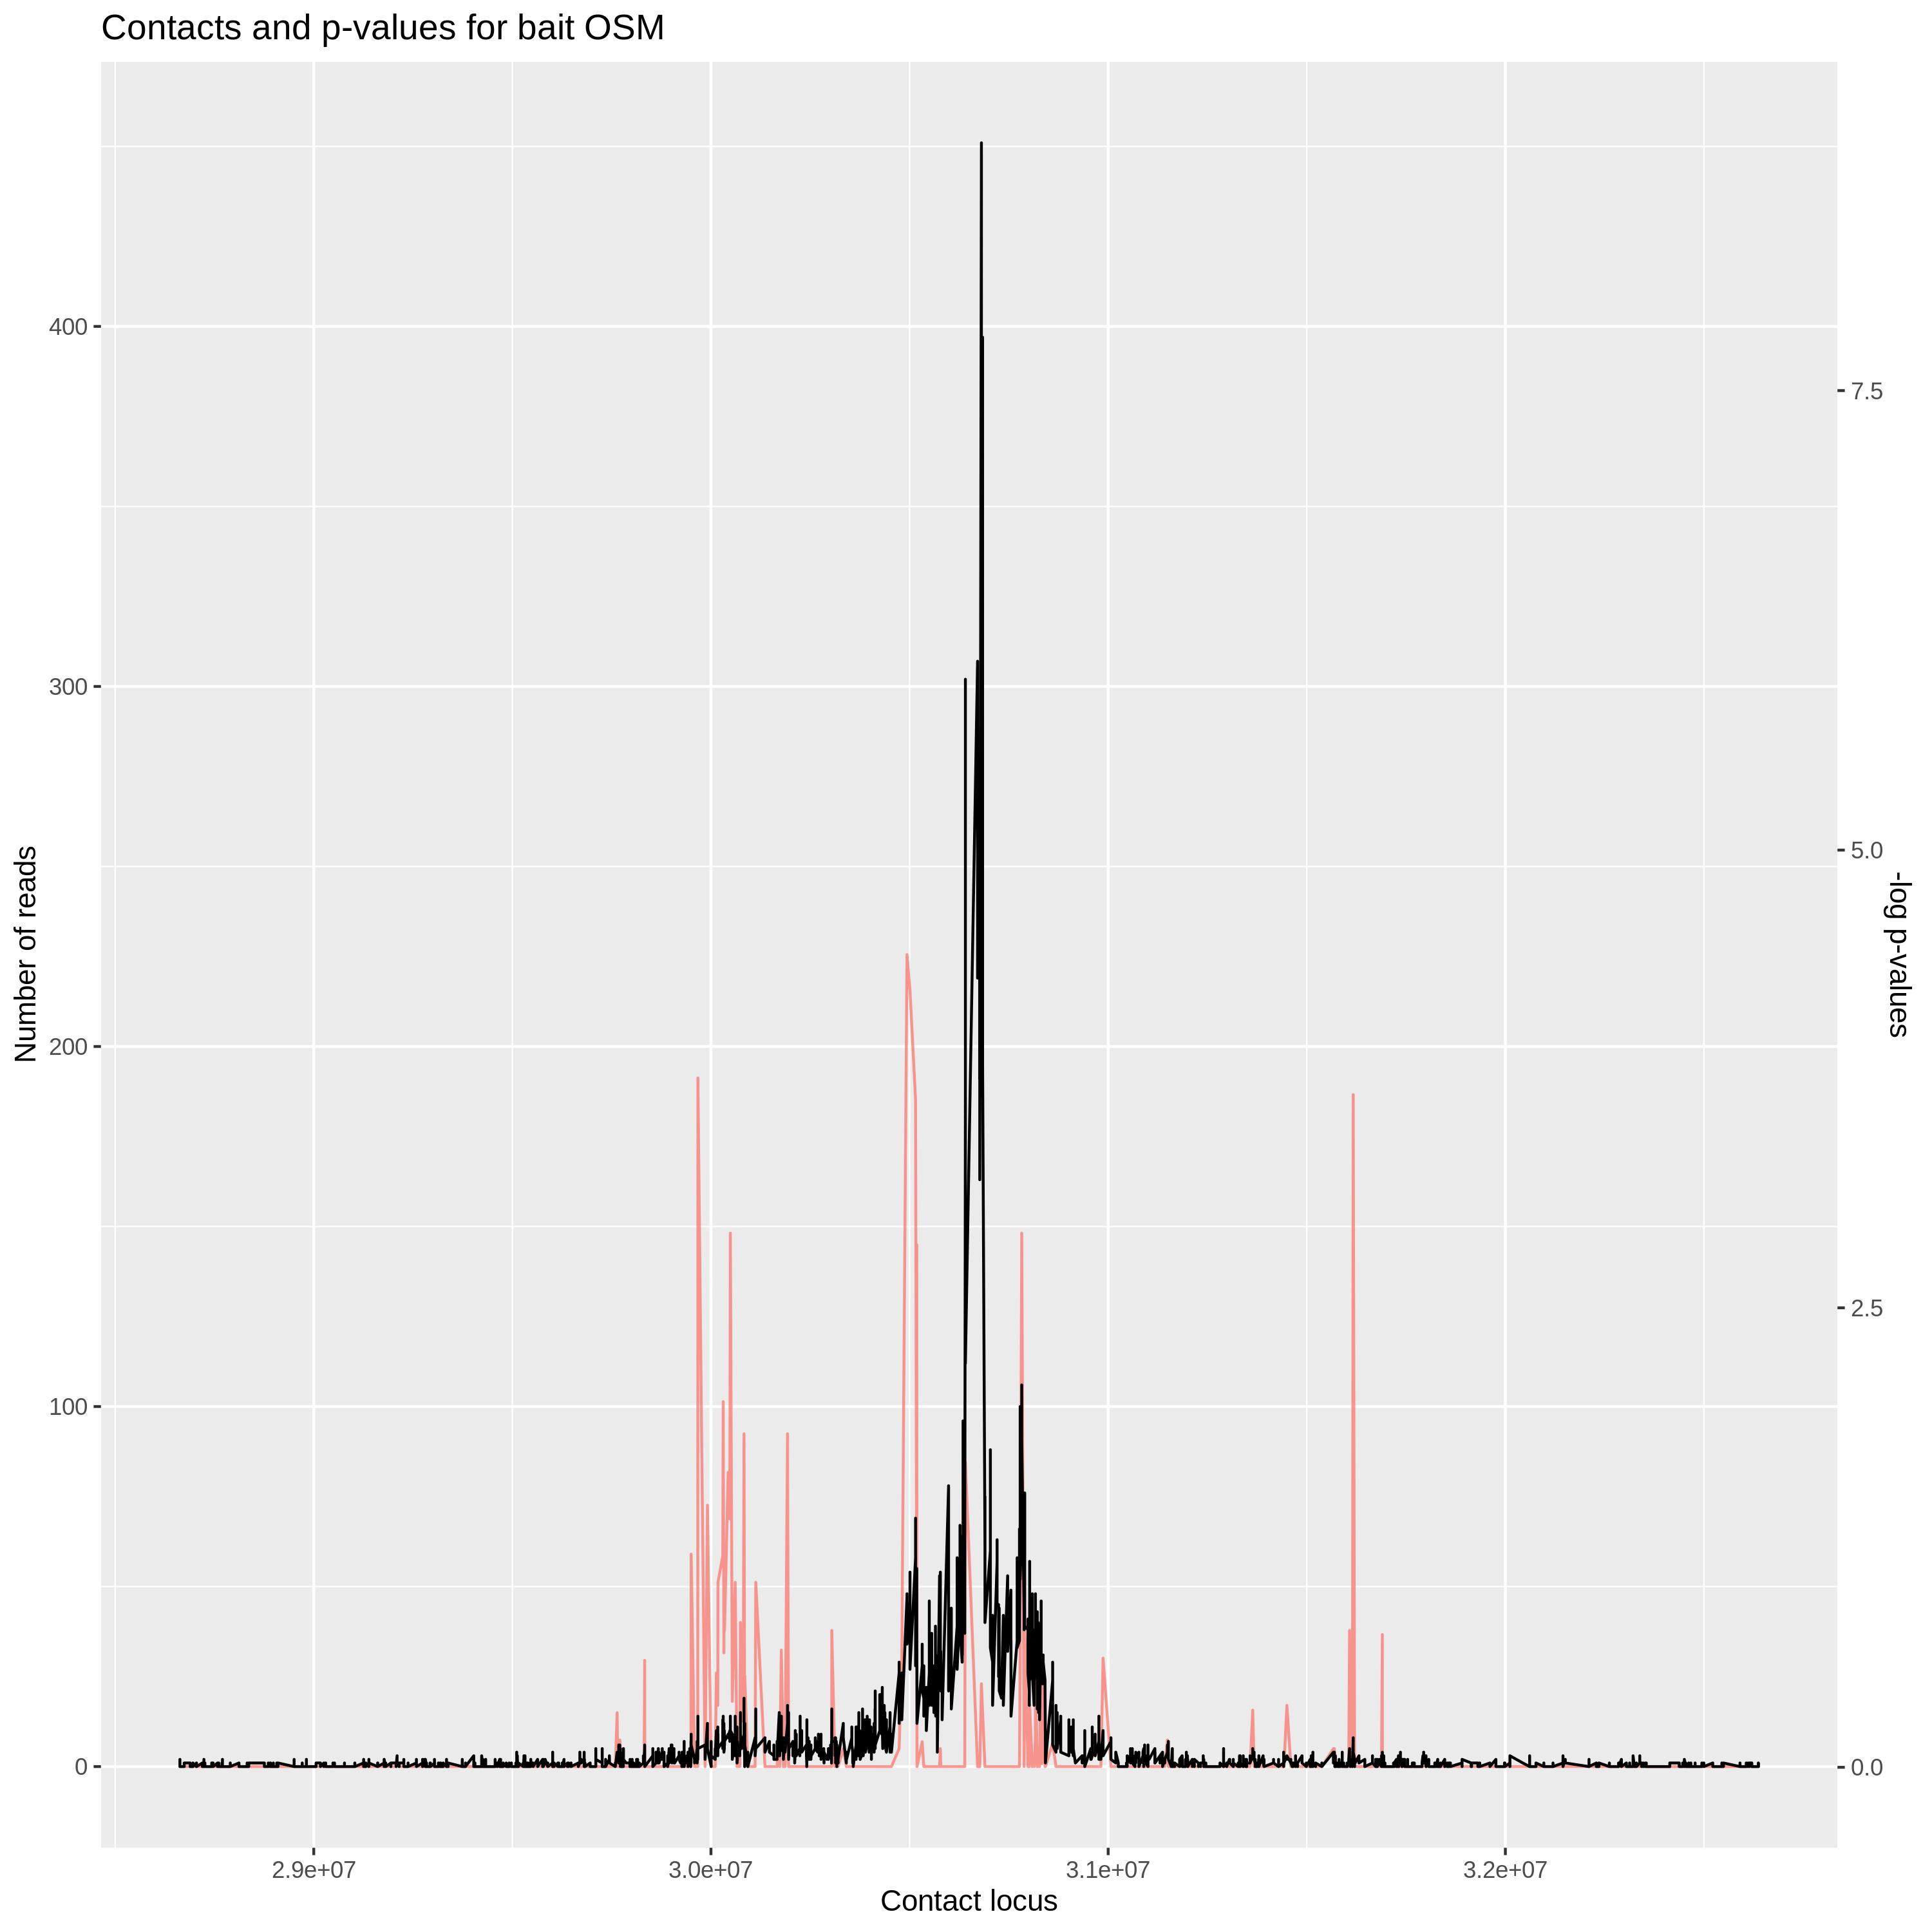 Contacts and p-values for bait OSM
400
300
200
100
0
Number of reads
7.5
5.0
2.5
0.0
-log p-values
2.9e+07
3.0e+07
3.1e+07
3.2e+07
Contact locus